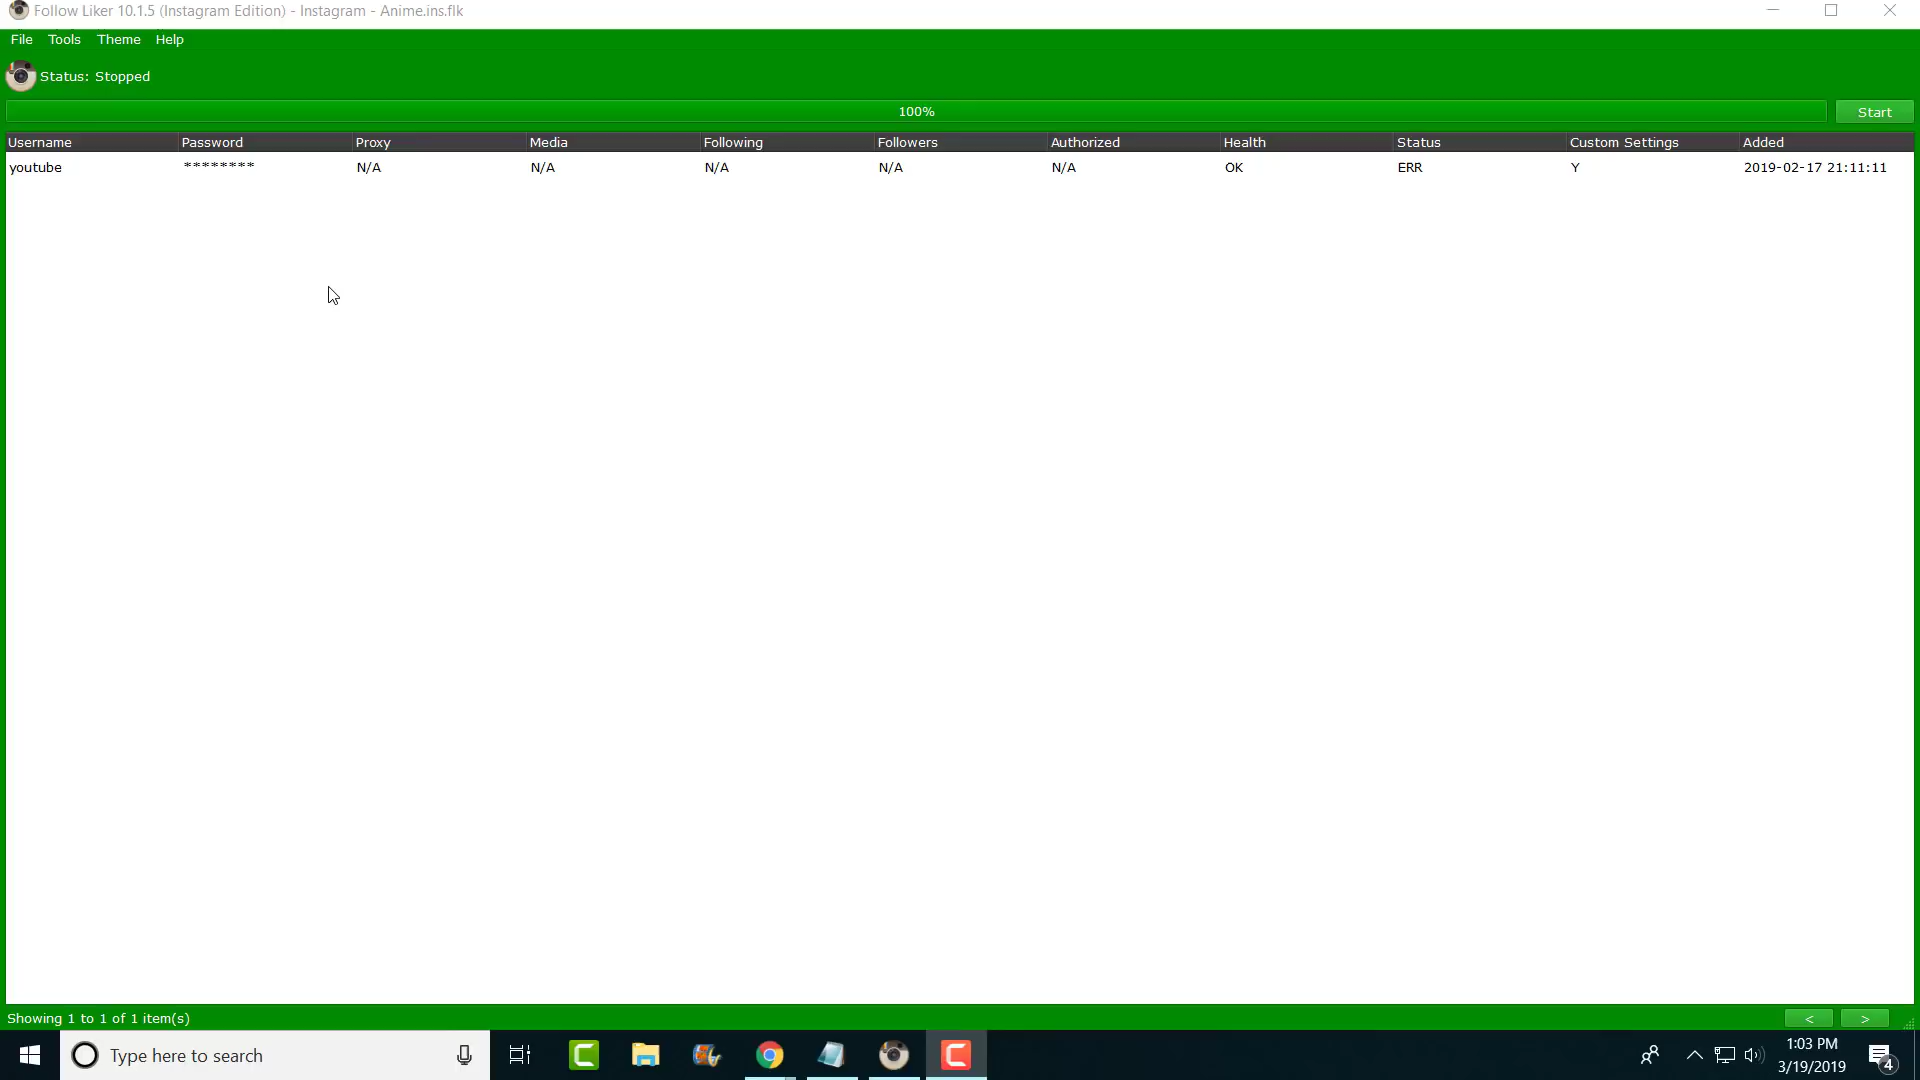 Follow Liker 10.1.5 (Instagram Edition) - Instagram - Anime.ins.flk
File Tools Theme Help
Status: Stopped
100% Start
Username Password Proxy Media Following Followers Authorized Health Status Custom Settings Added
youtube ******** N/A N/A N/A N/A N/A OK ERR Y 2019-02-17 21:11:11
Showing 1 to 1 of 1 item(s) < >
Type here to search
1:03 PM
3/19/2019
4